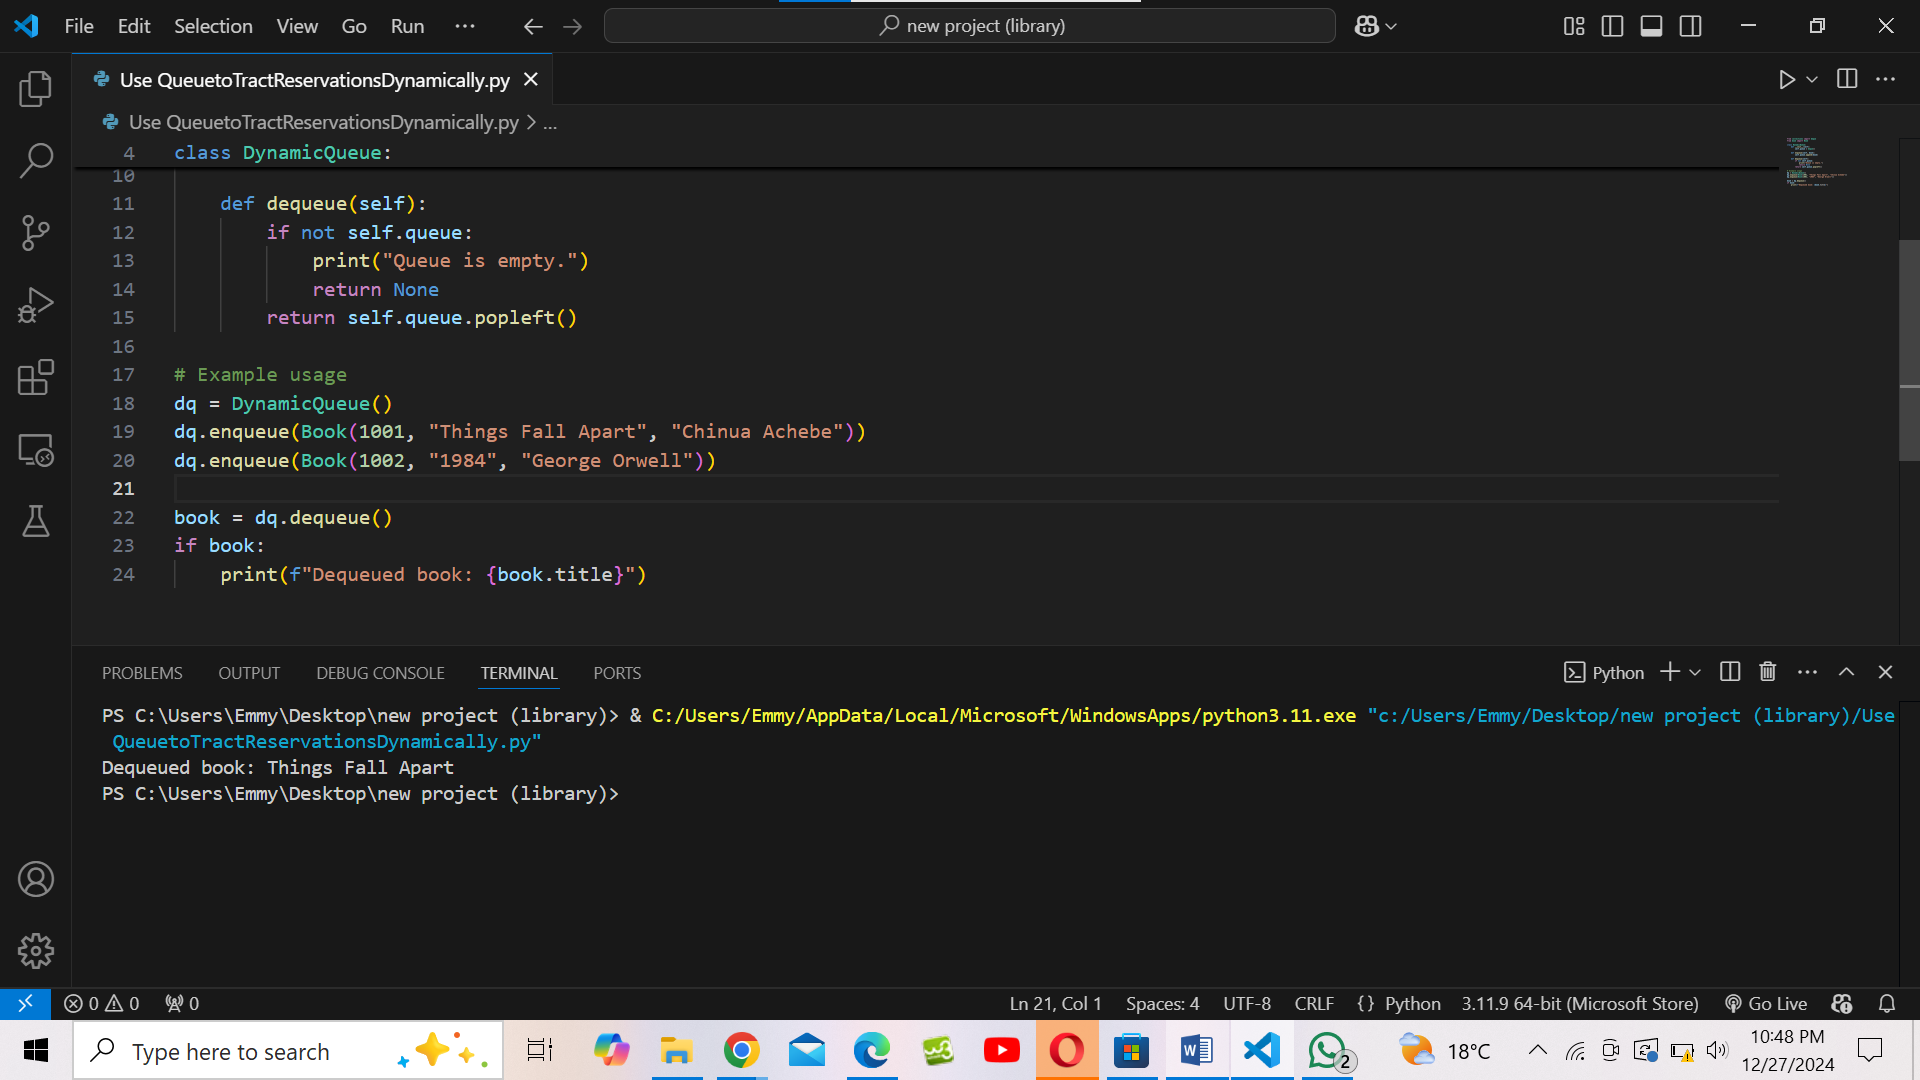 File Edit Selection View Go Run ··· new project (library)
Use QueuetoTractReservationsDynamically.py
Use QueuetoTractReservationsDynamically.py > ...
4 class DynamicQueue:
10
11 def dequeue(self):
12 if not self.queue:
13 print("Queue is empty.")
14 return None
15 return self.queue.popleft()
16
17 # Example usage
18 dq = DynamicQueue()
19 dq.enqueue(Book(1001, "Things Fall Apart", "Chinua Achebe"))
20 dq.enqueue(Book(1002, "1984", "George Orwell"))
21
22 book = dq.dequeue()
23 if book:
24 print(f"Dequeued book: {book.title}")
PROBLEMS OUTPUT DEBUG CONSOLE TERMINAL PORTS Python
PS C:\Users\Emmy\Desktop\new project (library)> & C:/Users/Emmy/AppData/Local/Microsoft/WindowsApps/python3.11.exe "c:/Users/Emmy/Desktop/new project (library)/Use
QueuetoTractReservationsDynamically.py"
Dequeued book: Things Fall Apart
PS C:\Users\Emmy\Desktop\new project (library)>
0 0 0 Ln 21, Col 1 Spaces: 4 UTF-8 CRLF {} Python 3.11.9 64-bit (Microsoft Store) Go Live
Type here to search w3 2 18°C 10:48 PM
12/27/2024